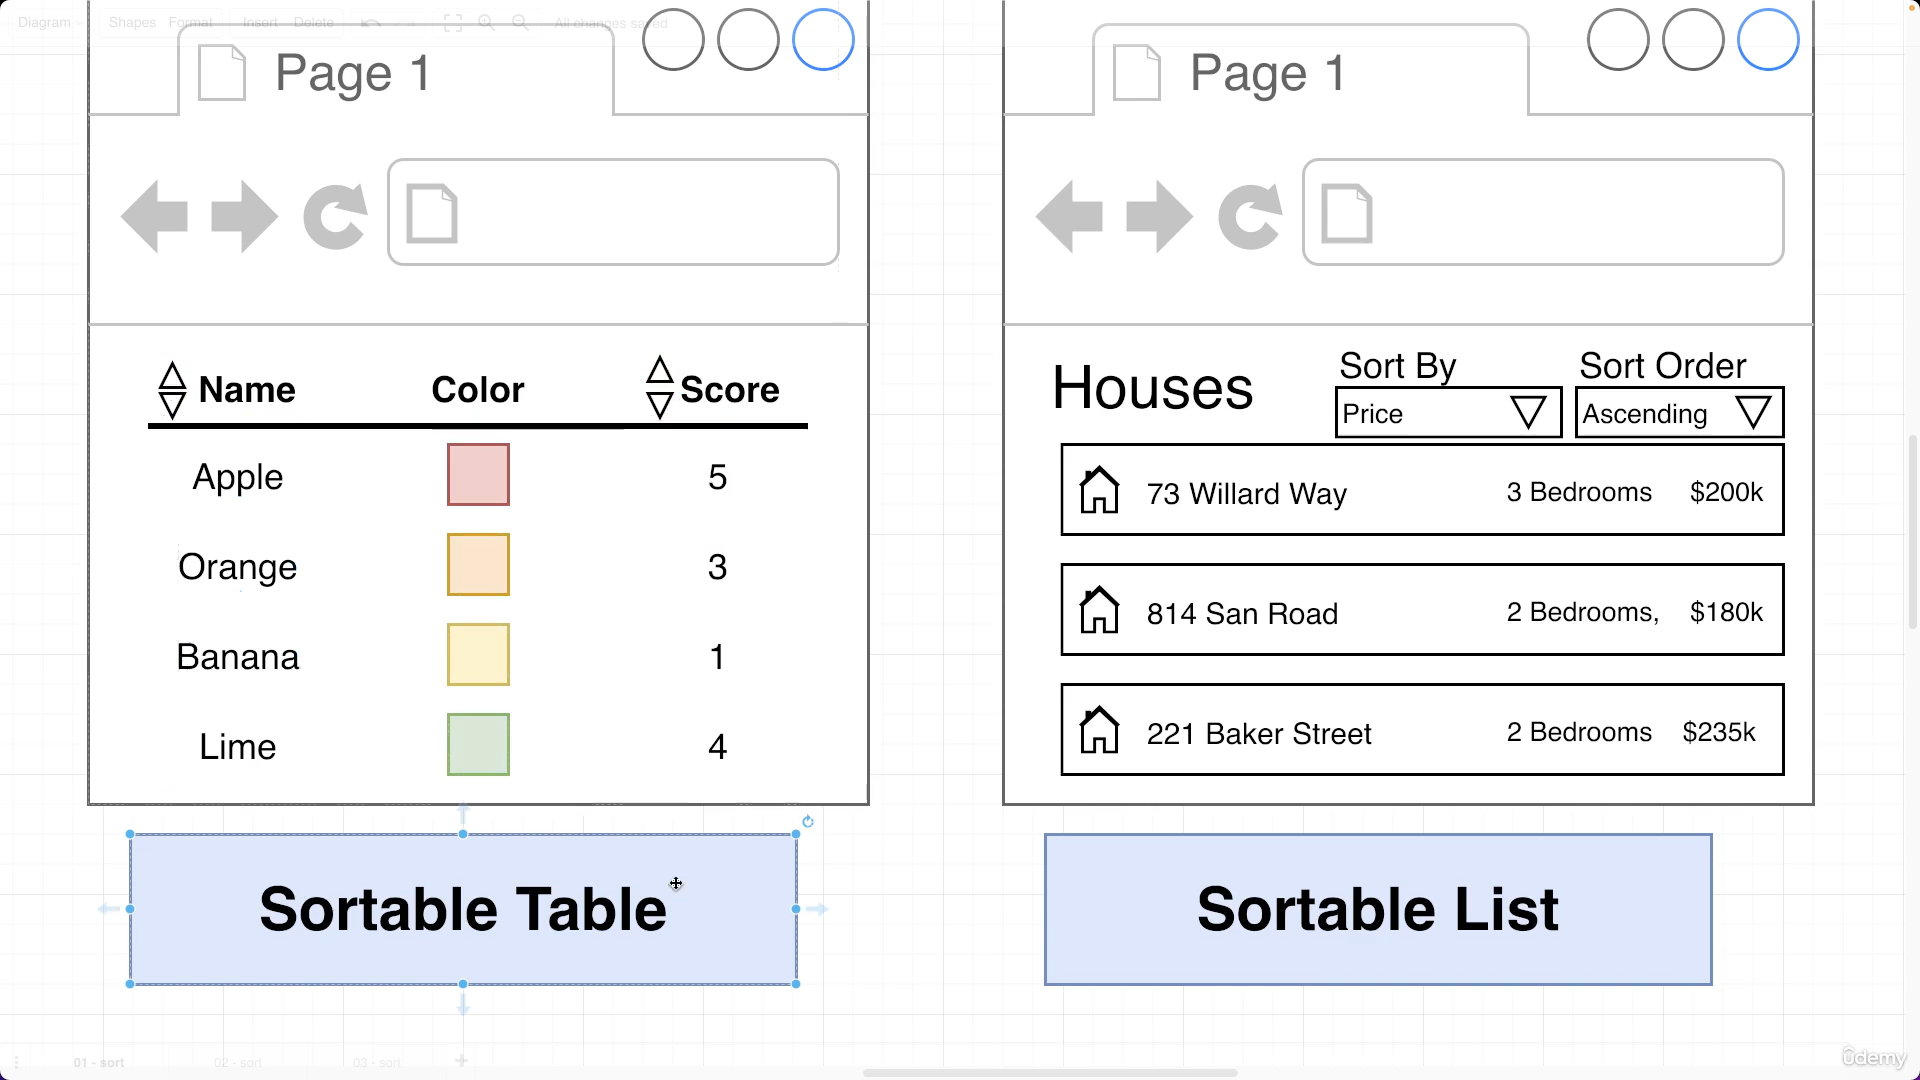 Diagram Shapes Format Insert Delete All changes saved
Page 1
Name Color Score
Apple 5
Orange 3
Banana 1
Lime 4
Sortable Table
Page 1
Houses
Sort By Sort Order
Price Ascending
73 Willard Way 3 Bedrooms $200k
814 San Road 2 Bedrooms, $180k
221 Baker Street 2 Bedrooms $235k
Sortable List
01 - sort 02 - sort 03 - sort
ûdemy